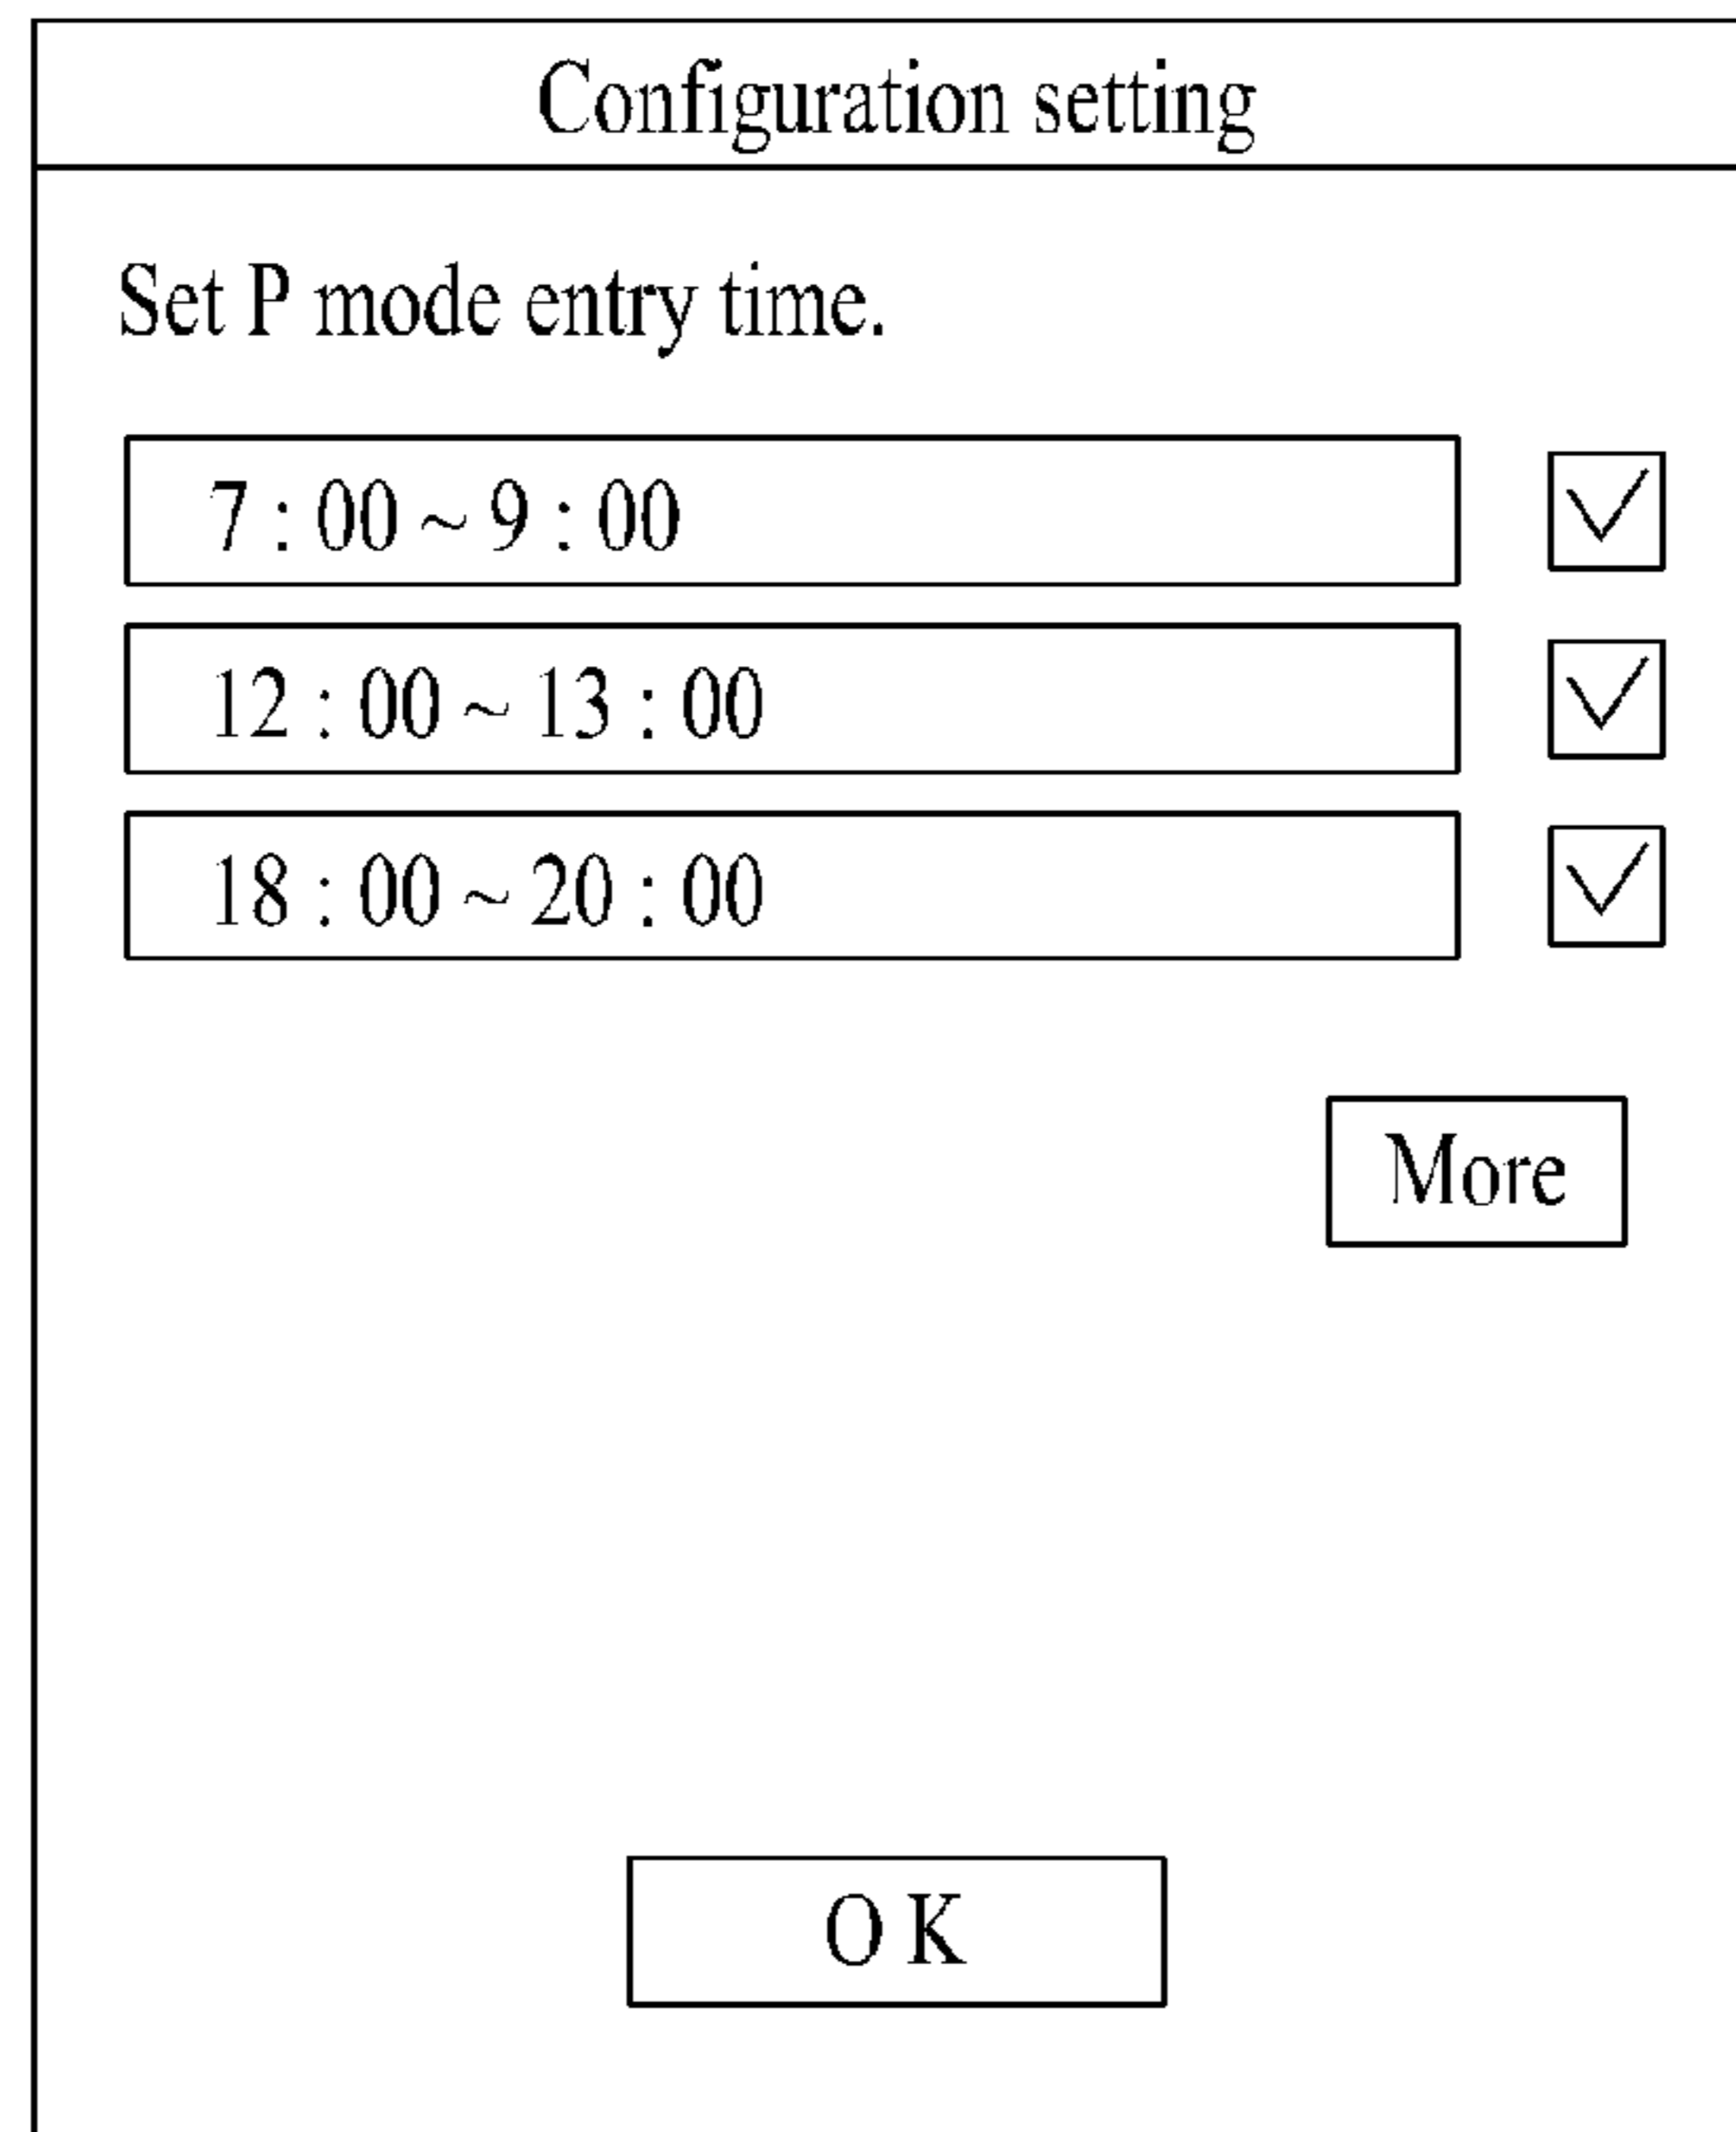 Configuration setting
Set P mode entry time.
7 : 00 ~ 9 : 00
12 : 00 ~ 13 : 00
18 : 00 ~ 20 : 00
More
O K